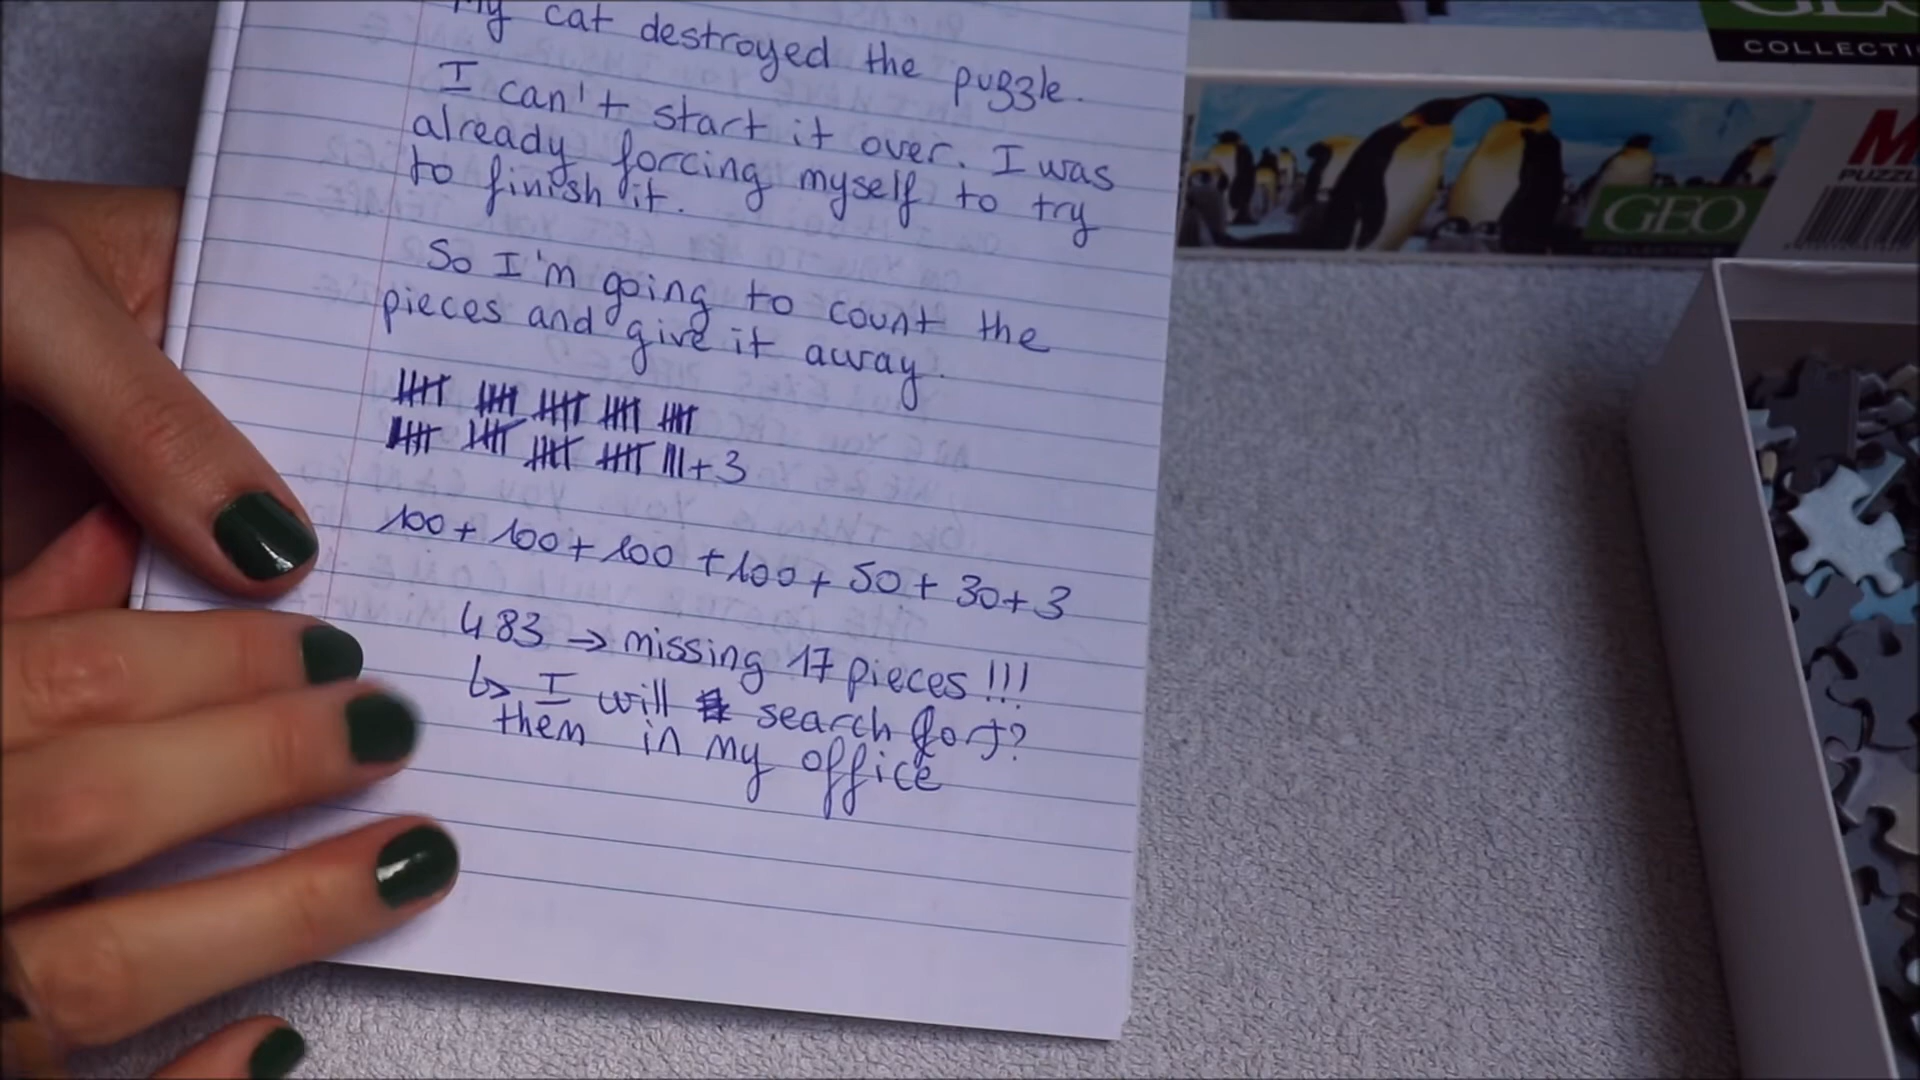 My cat destroyed the puzzle.
I can't start it over. I was
already forcing myself to try
to finish it.
So I'm going to count the
pieces and give it away.
+ 3
100 + 100 + 100 + 100 + 50 + 30 + 3
483 → missing 17 pieces !!!
↳ I will search for?
them in my office
GEO
COLLECTI
GEO
M
PUZZL